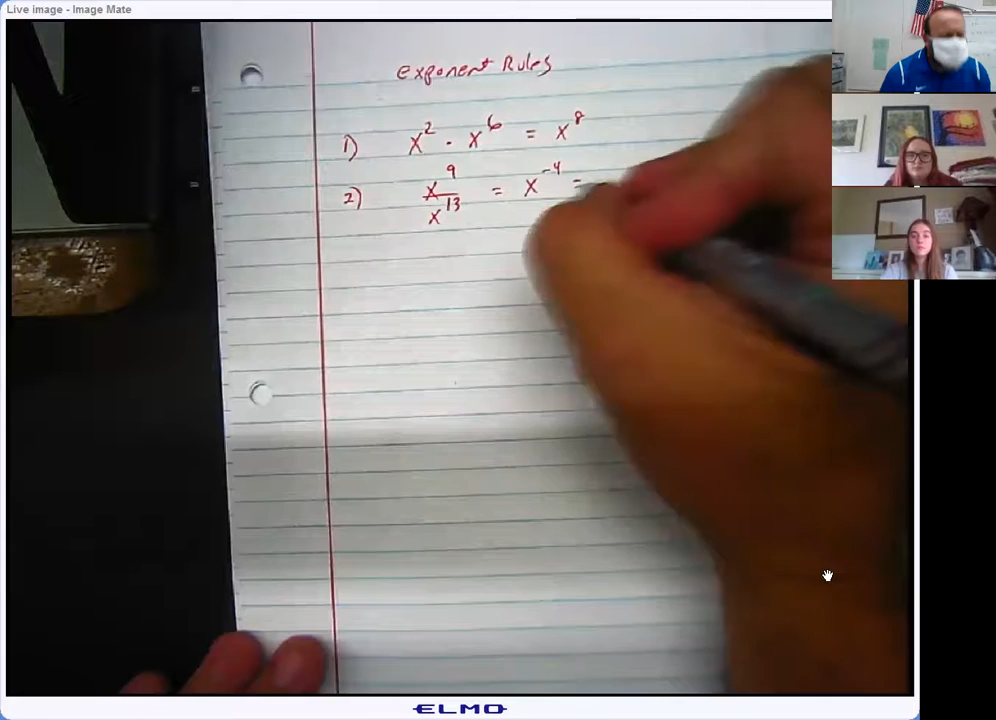 Live image - Image Mate
Exponent Rules
1) x² · x⁶ = x⁸
2) x⁹/x¹³ = x⁻⁴ =
ELMO